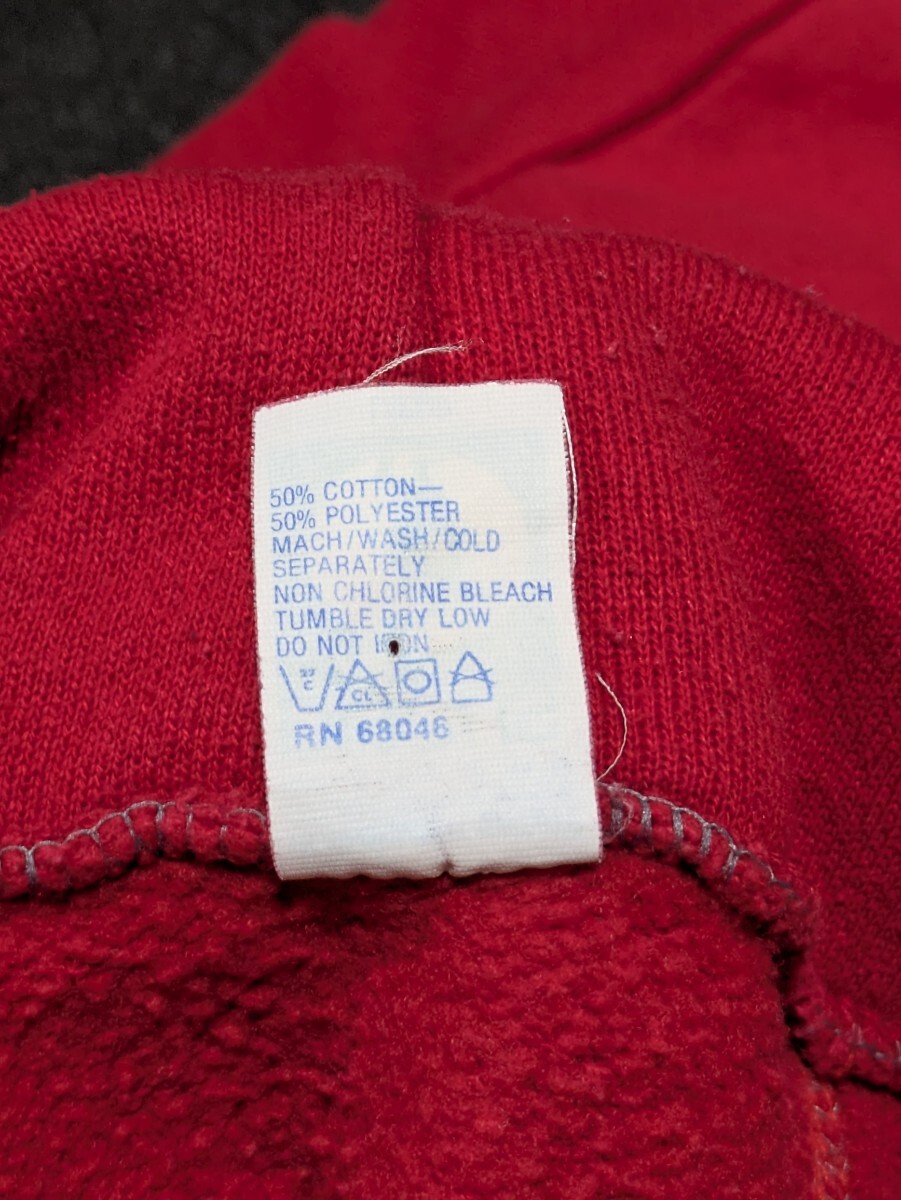 50% COTTON—
50% POLYESTER
MACH/WASH/COLD
SEPARATELY
NON CHLORINE BLEACH
TUMBLE DRY LOW
DO NOT IRON
C
CL
RN 68046